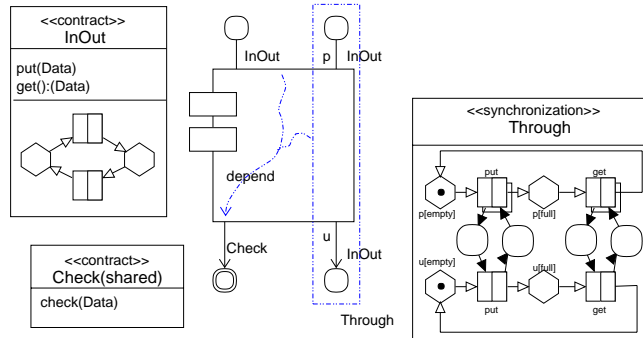 <<contract>>
InOut
put(Data)
get():(Data)
InOut
p
InOut
depend
Check
u
InOut
Through
<<contract>>
Check(shared)
check(Data)
<<synchronization>>
Through
put
get
p[empty]
p[full]
u[empty]
u[full]
put
get